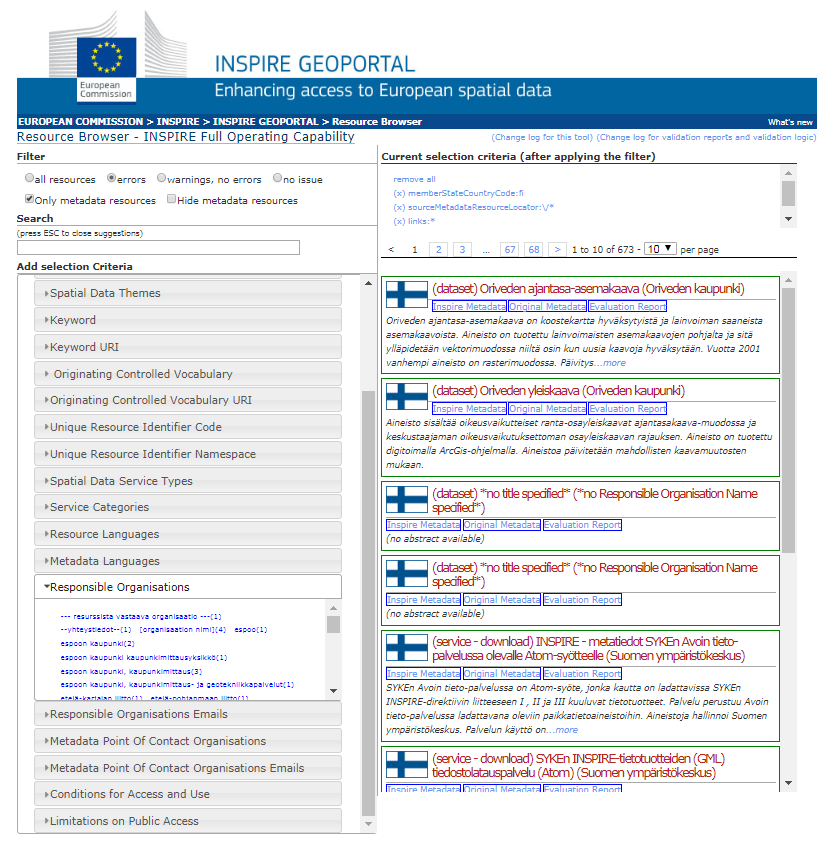 European
Commission
INSPIRE GEOPORTAL
Enhancing access to European spatial data
EUROPEAN COMMISSION > INSPIRE > INSPIRE GEOPORTAL > Resource Browser
What's new
Resource Browser - INSPIRE Full Operating Capability
(Change log for this tool) (Change log for validation reports and validation logic)
Filter
all resources errors warnings, no errors no issue
Only metadata resources Hide metadata resources
Search
(press ESC to close suggestions)
Add selection Criteria
Spatial Data Themes
Keyword
Keyword URI
Originating Controlled Vocabulary
Originating Controlled Vocabulary URI
Unique Resource Identifier Code
Unique Resource Identifier Namespace
Spatial Data Service Types
Service Categories
Resource Languages
Metadata Languages
Responsible Organisations
--- resurssista vastaava organisaatio ---(1)
--yhteystiedot--(1) [organisaation nimi](4) espoo(1)
espoon kaupunki(2)
espoon kaupunki kaupunkimittausyksikkö(1)
espoon kaupunki, kaupunkimittaus(3)
espoon kaupunki, kaupunkimittaus- ja geotekniikkapalvelut(1)
etelä-karjalan liitto(1) etelä-pohjanmaan liitto(1)
Responsible Organisations Emails
Metadata Point Of Contact Organisations
Metadata Point Of Contact Organisations Emails
Conditions for Access and Use
Limitations on Public Access
Current selection criteria (after applying the filter)
remove all
(x) memberStateCountryCode:fi
(x) sourceMetadataResourceLocator:\/*
(x) links:*
< 1 2 3 ... 67 68 > 1 to 10 of 673 - 10 per page
(dataset) Oriveden ajantasa-asemakaava (Oriveden kaupunki)
Inspire Metadata Original Metadata Evaluation Report
Oriveden ajantasa-asemakaava on koostekartta hyväksytyistä ja lainvoiman saaneista
asemakaavoista. Aineisto on tuotettu lainvoimaisten asemakaavojen pohjalta ja sitä
ylläpidetään vektorimuodossa niiltä osin kun uusia kaavoja hyväksytään. Vuotta 2001
vanhempi aineisto on rasterimuodossa. Päivitys...more
(dataset) Oriveden yleiskaava (Oriveden kaupunki)
Inspire Metadata Original Metadata Evaluation Report
Aineisto sisältää oikeusvaikutteiset ranta-osayleiskaavat ajantasakaava-muodossa ja
keskustaajaman oikeusvaikutuksettoman osayleiskaavan rajauksen. Aineisto on tuotettu
digitoimalla ArcGis-ohjelmalla. Aineistoa päivitetään mahdollisten kaavamuutosten
mukaan.
(dataset) *no title specified* (*no Responsible Organisation Name
specified*)
Inspire Metadata Original Metadata Evaluation Report
(no abstract available)
(dataset) *no title specified* (*no Responsible Organisation Name
specified*)
Inspire Metadata Original Metadata Evaluation Report
(no abstract available)
(service - download) INSPIRE - metatiedot SYKEn Avoin tieto-
palvelussa olevalle Atom-syötteelle (Suomen ympäristökeskus)
Inspire Metadata Original Metadata Evaluation Report
SYKEn Avoin tieto-palvelussa on Atom-syöte, jonka kautta on ladattavissa SYKEn
INSPIRE-direktiivin liitteeseen I , II ja III kuuluvat tietotuotteet. Palvelu perustuu Avoin
tieto-palvelussa ladattavana oleviin paikkatietoaineistoihin. Aineistoja hallinnoi Suomen
ympäristökeskus. Palvelun käyttö on...more
(service - download) SYKEn INSPIRE-tietotuotteiden (GML)
tiedostolatauspalvelu (Atom) (Suomen ympäristökeskus)
Inspire Metadata Original Metadata Evaluation Report